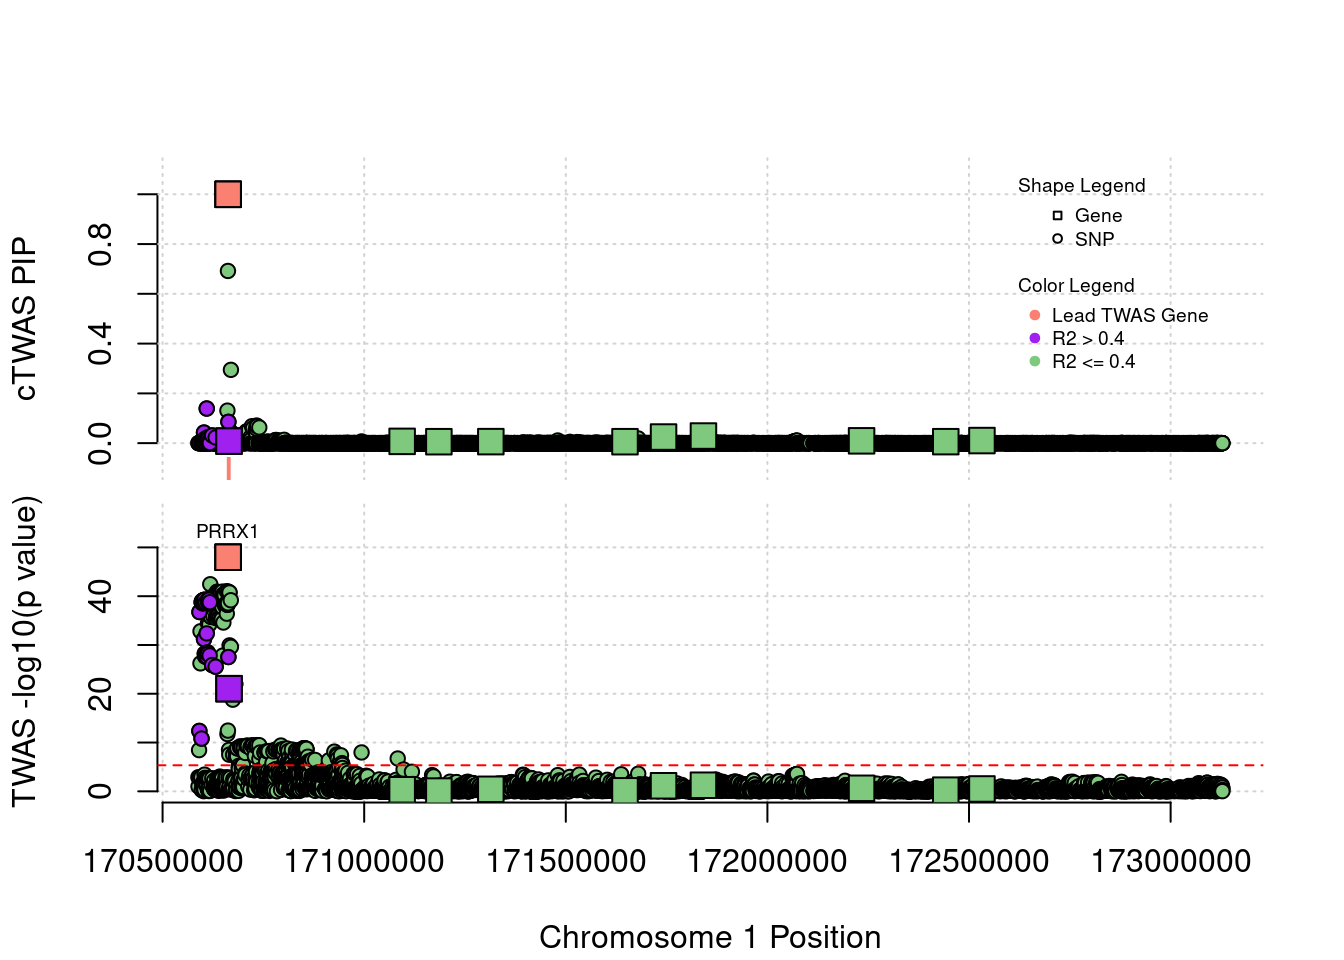 Shape Legend
Gene
SNP
Color Legend
Lead TWAS Gene
R2 > 0.4
R2 <= 0.4
cTWAS PIP
0.8
0.4
0.0
PRRX1
TWAS -log10(p value)
40
20
0
170500000 171000000 171500000 172000000 172500000 173000000
Chromosome 1 Position